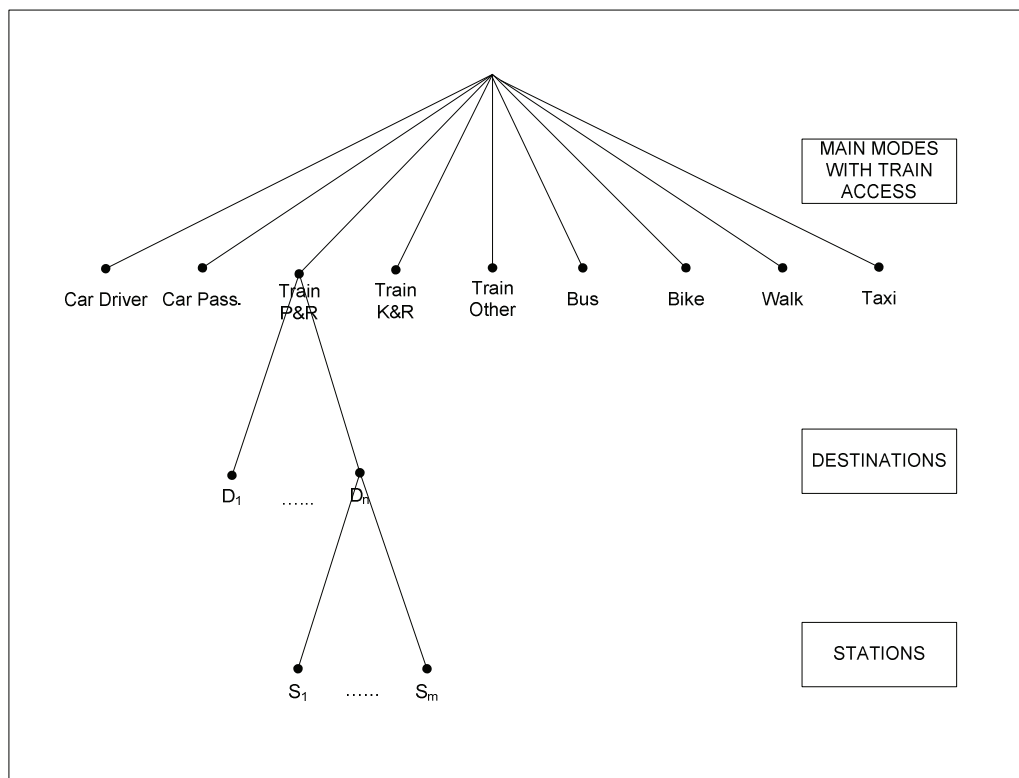 MAIN MODES
WITH TRAIN
ACCESS
Car Driver
Car Pass.
Train
P&R
Train
K&R
Train
Other
Bus
Bike
Walk
Taxi
DESTINATIONS
D₁
......
Dₙ
STATIONS
S₁
......
Sₘ